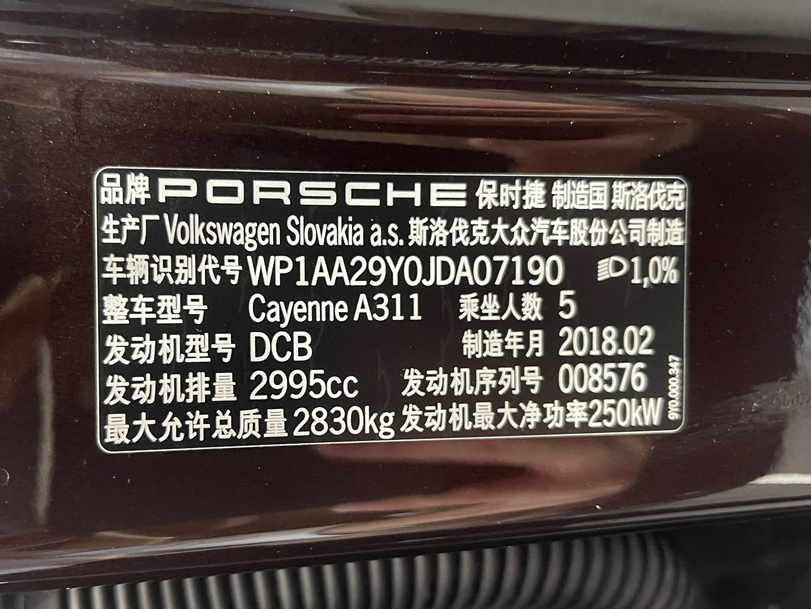 品牌 PORSCHE 保时捷 制造国 斯洛伐克
生产厂 Volkswagen Slovakia a.s. 斯洛伐克大众汽车股份公司制造
车辆识别代号 WP1AA29Y0JDA07190 1,0%
整车型号 Cayenne A311 乘坐人数 5
发动机型号 DCB 制造年月 2018.02
发动机排量 2995cc 发动机序列号 008576
最大允许总质量 2830kg 发动机最大净功率 250kW
9Y0.000.347